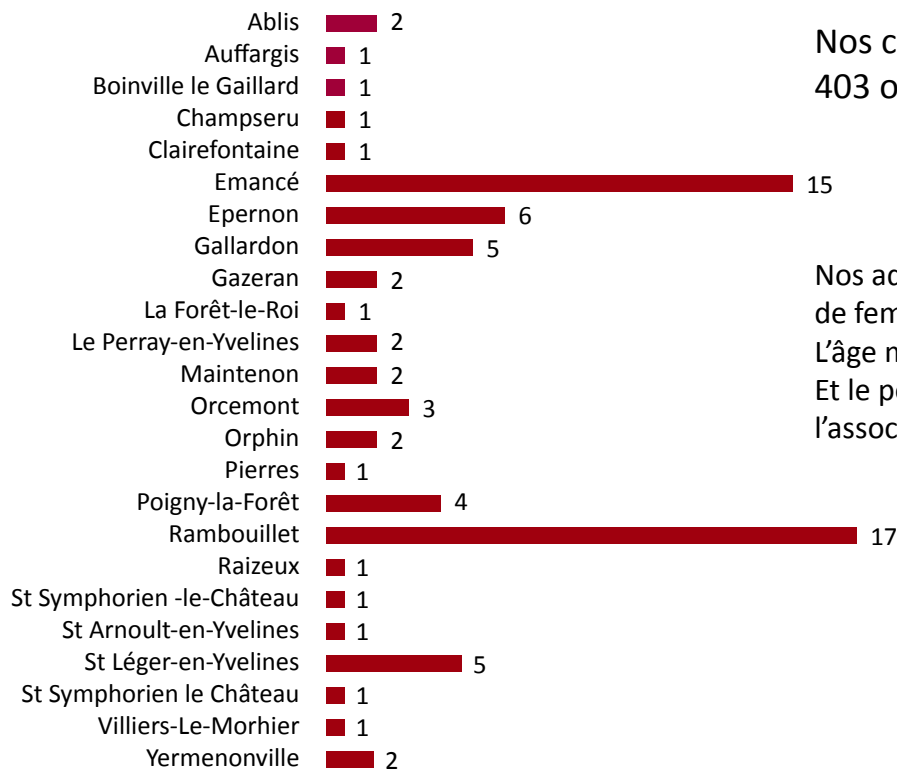 Ablis 2
Auffargis 1
Boinville le Gaillard 1
Champseru 1
Clairefontaine 1
Emancé 15
Epernon 6
Gallardon 5
Gazeran 2
La Forêt-le-Roi 1
Le Perray-en-Yvelines 2
Maintenon 2
Orcemont 3
Orphin 2
Pierres 1
Poigny-la-Forêt 4
Rambouillet 17
Raizeux 1
St Symphorien -le-Château 1
St Arnoult-en-Yvelines 1
St Léger-en-Yvelines 5
St Symphorien le Château 1
Villiers-Le-Morhier 1
Yermenonville 2
Nos
403
Nos
de
L’âge
Et le